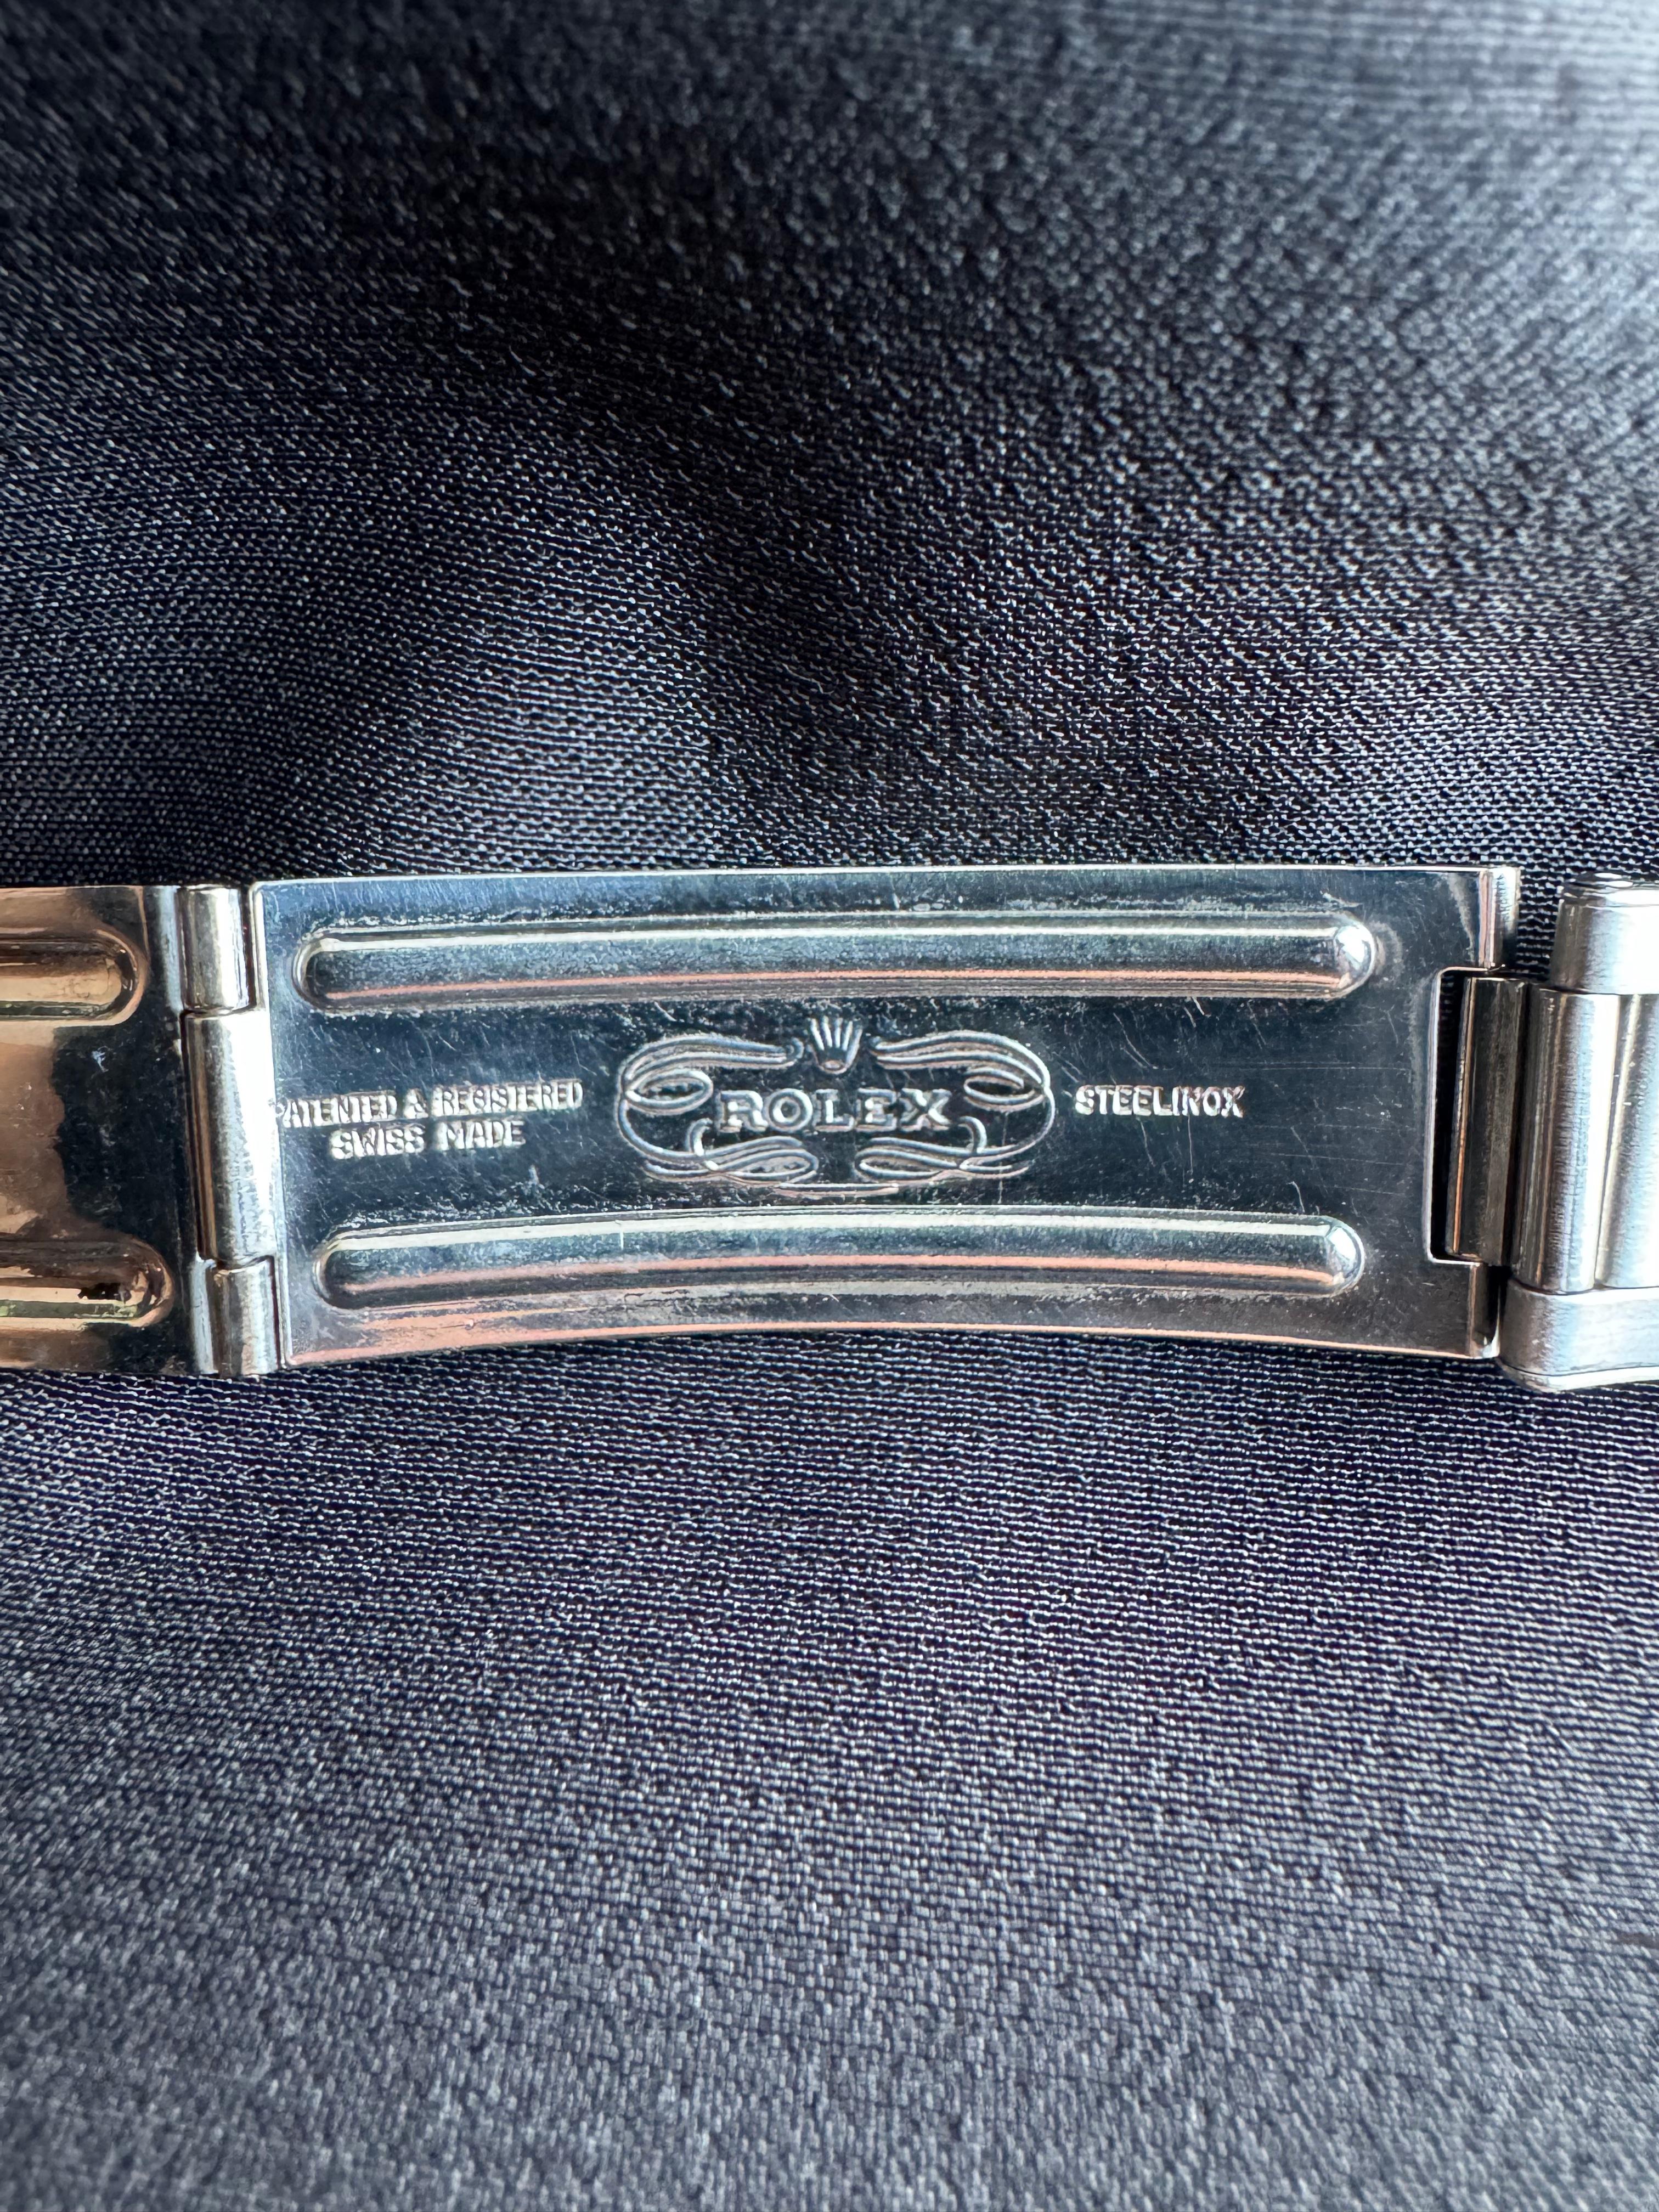 PATENTED & REGISTERED
SWISS MADE
ROLEX
STEELINOX